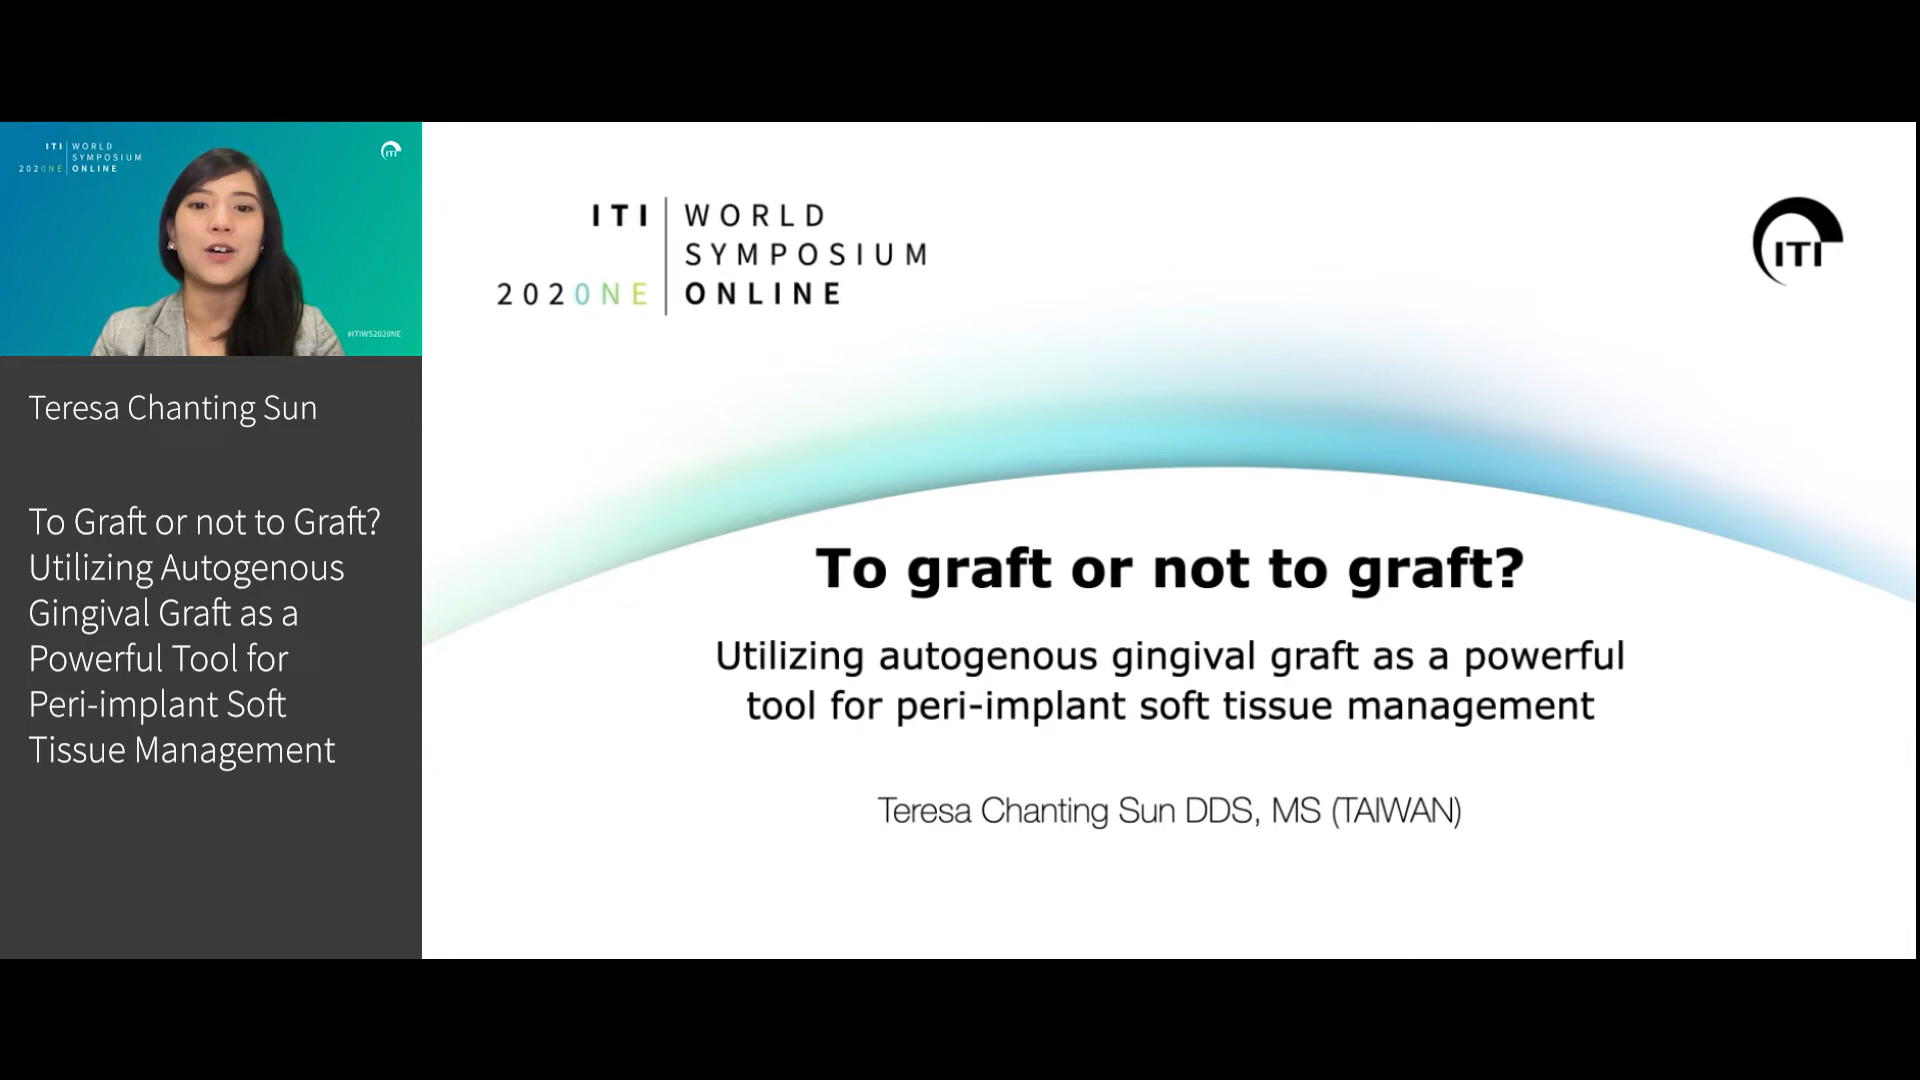 ITI WORLD
SYMPOSIUM
2020NE ONLINE
ITI
#ITIWS2020NE
Teresa Chanting Sun
To Graft or not to Graft?
Utilizing Autogenous
Gingival Graft as a
Powerful Tool for
Peri-implant Soft
Tissue Management
ITI WORLD
SYMPOSIUM
2020NE ONLINE
ITI
To graft or not to graft?
Utilizing autogenous gingival graft as a powerful
tool for peri-implant soft tissue management
Teresa Chanting Sun DDS, MS (TAIWAN)